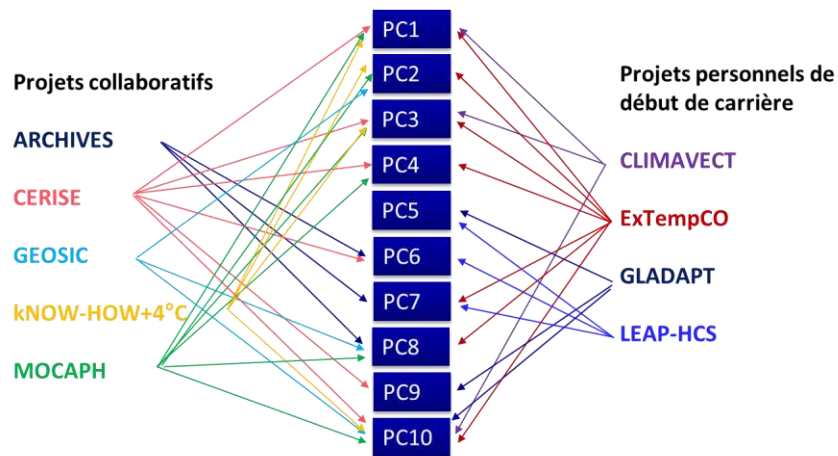 Projets collaboratifs
ARCHIVES
CERISE
GEOSIC
kNOW-HOW+4°C
MOCAPH
PC1
PC2
PC3
PC4
PC5
PC6
PC7
PC8
PC9
PC10
Projets personnels de
début de carrière
CLIMAVECT
ExTempCO
GLADAPT
LEAP-HCS